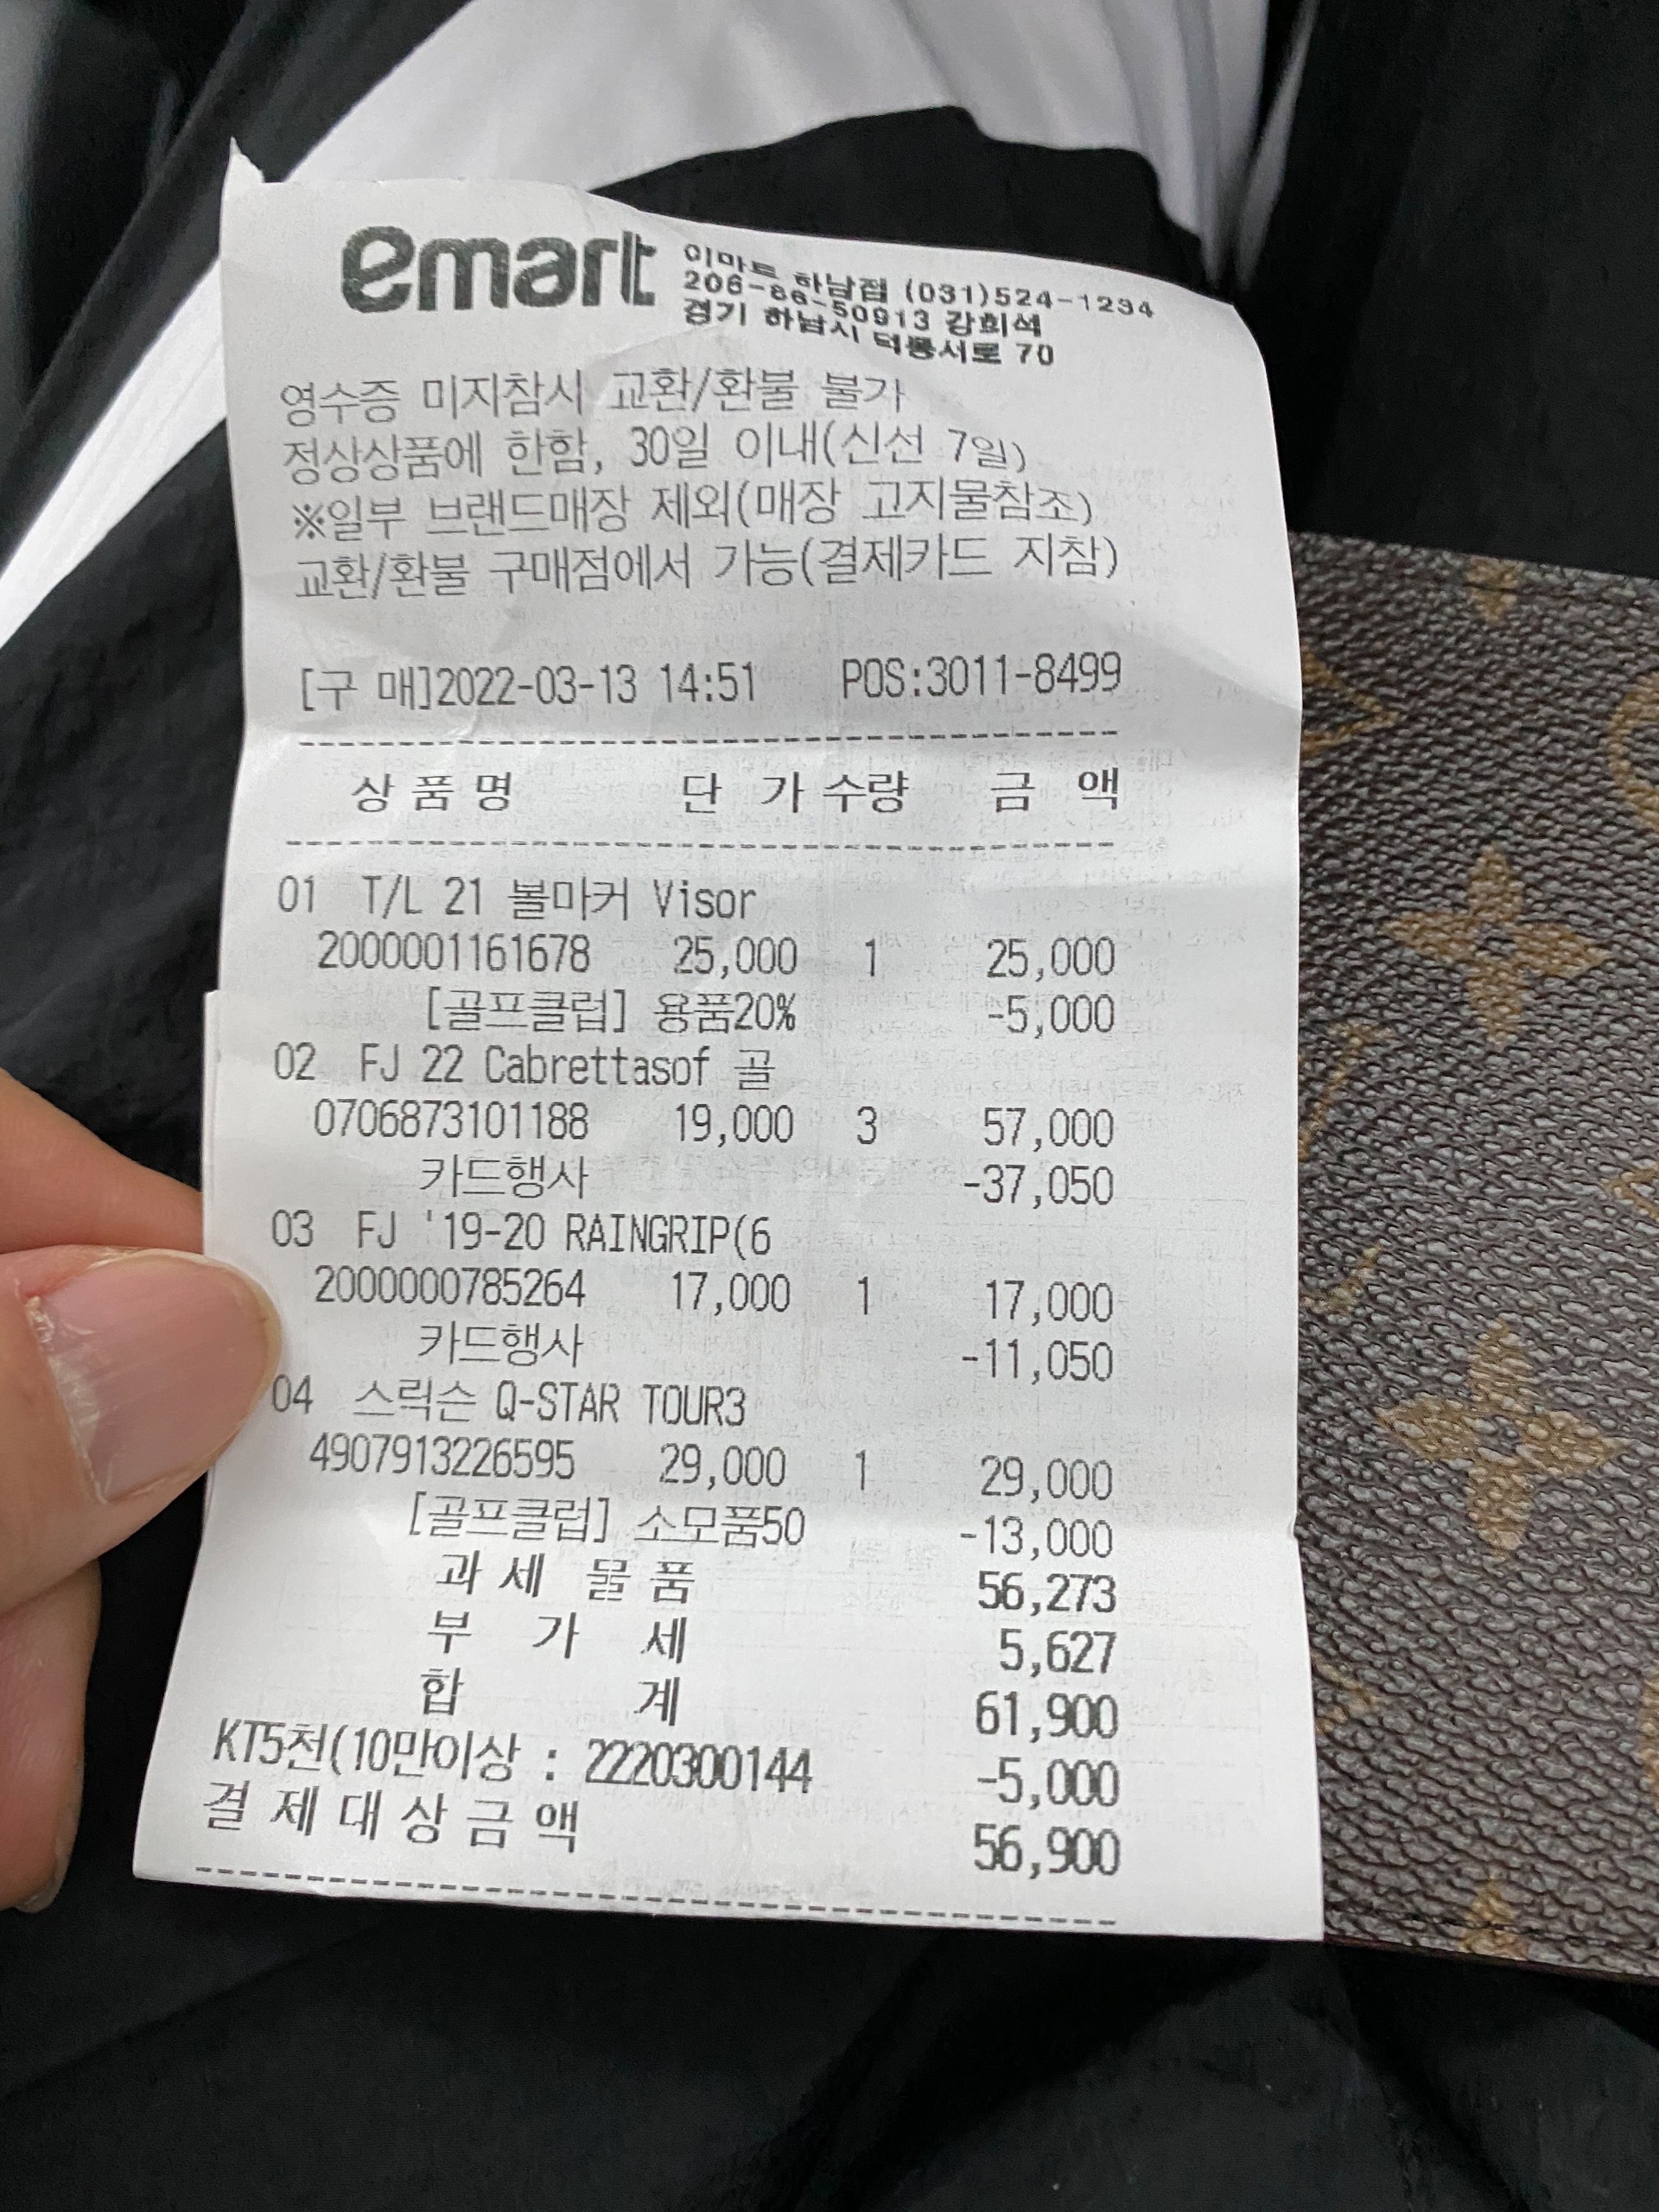 emart
이마트 하남점 (031)524-1234
206-86-50913 강희석
경기 하남시 덕풍서로 70
영수증 미지참시 교환/환불 불가
정상상품에 한함, 30일 이내(신선 7일)
※일부 브랜드매장 제외(매장 고지물참조)
교환/환불 구매점에서 가능(결제카드 지참)
[구 매]2022-03-13 14:51 POS:3011-8499
상 품 명 단 가 수량 금 액
01 T/L 21 볼마커 Visor
2000001161678 25,000 1 25,000
[골프클럽] 용품20% -5,000
02 FJ 22 Cabrettasof 골
0706873101188 19,000 3 57,000
카드행사 -37,050
03 FJ '19-20 RAINGRIP(6
2000000785264 17,000 1 17,000
카드행사 -11,050
04 스릭슨 Q-STAR TOUR3
4907913226595 29,000 1 29,000
[골프클럽] 소모품50 -13,000
과 세 물 품 56,273
부 가 세 5,627
합 계 61,900
KT5천(10만이상 : 2220300144 -5,000
결 제 대 상 금 액 56,900